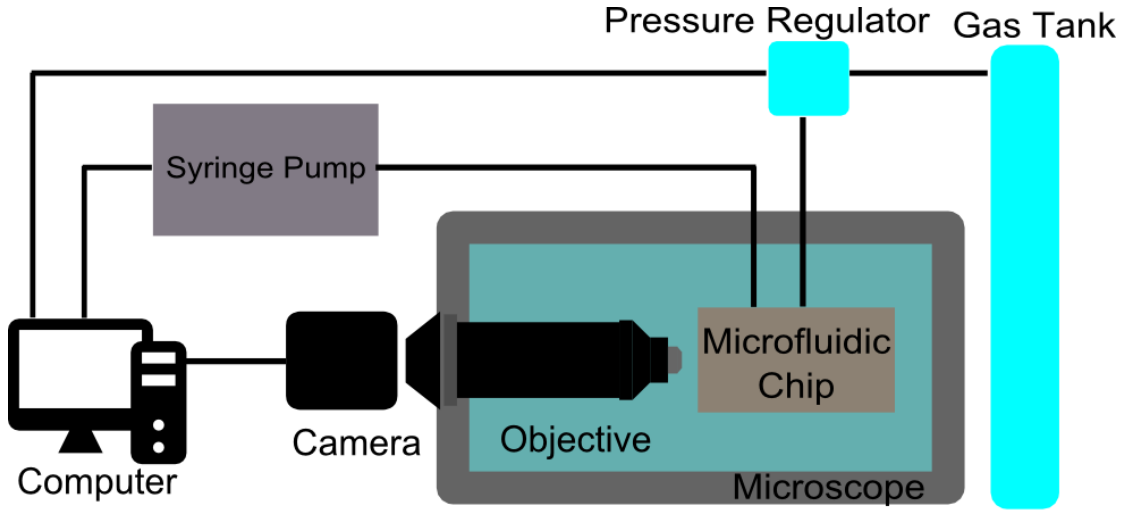 Pressure Regulator
Gas Tank
Syringe Pump
Microfluidic
Chip
Camera
Objective
Computer
Microscope